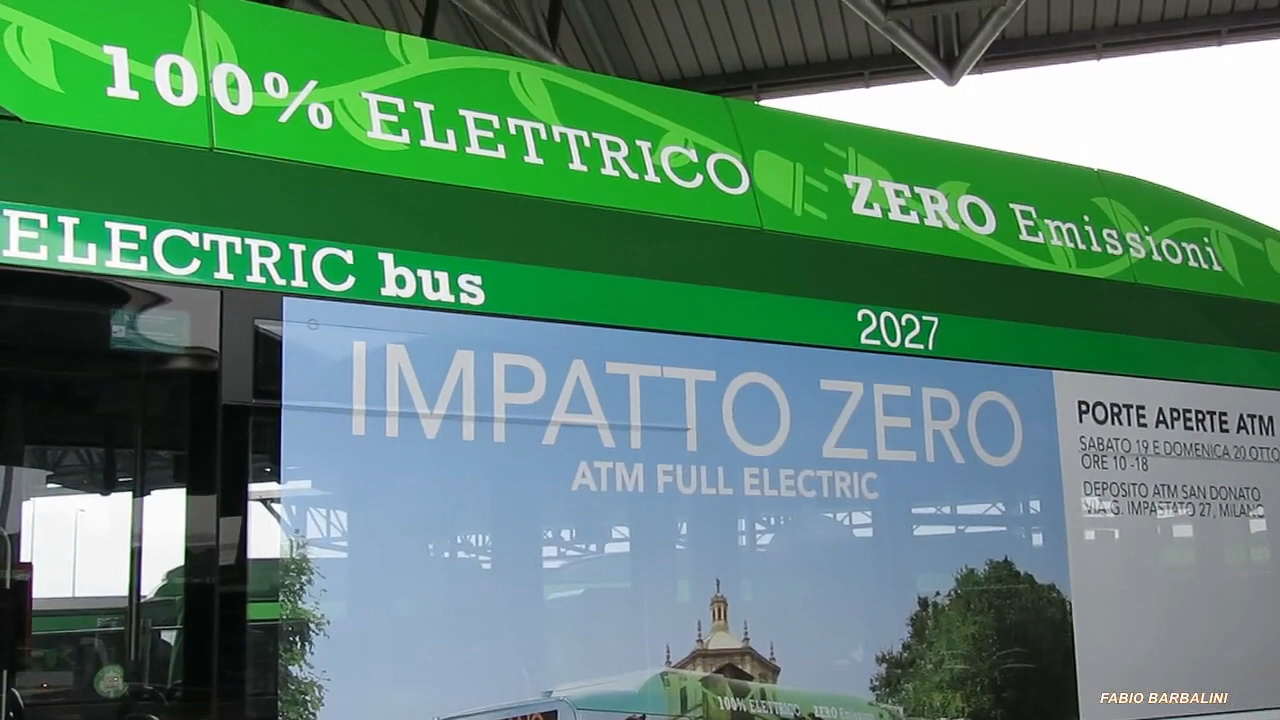 100% ELETTRICO ZERO Emissioni
ELECTRIC bus
2027
IMPATTO ZERO
ATM FULL ELECTRIC
PORTE APERTE ATM
SABATO 19 E DOMENICA 20 OTTO
ORE 10 -18
DEPOSITO ATM SAN DONATO
VIA G. IMPASTATO 27, MILANO
100% ELETTRICO ZERO
FABIO BARBALINI